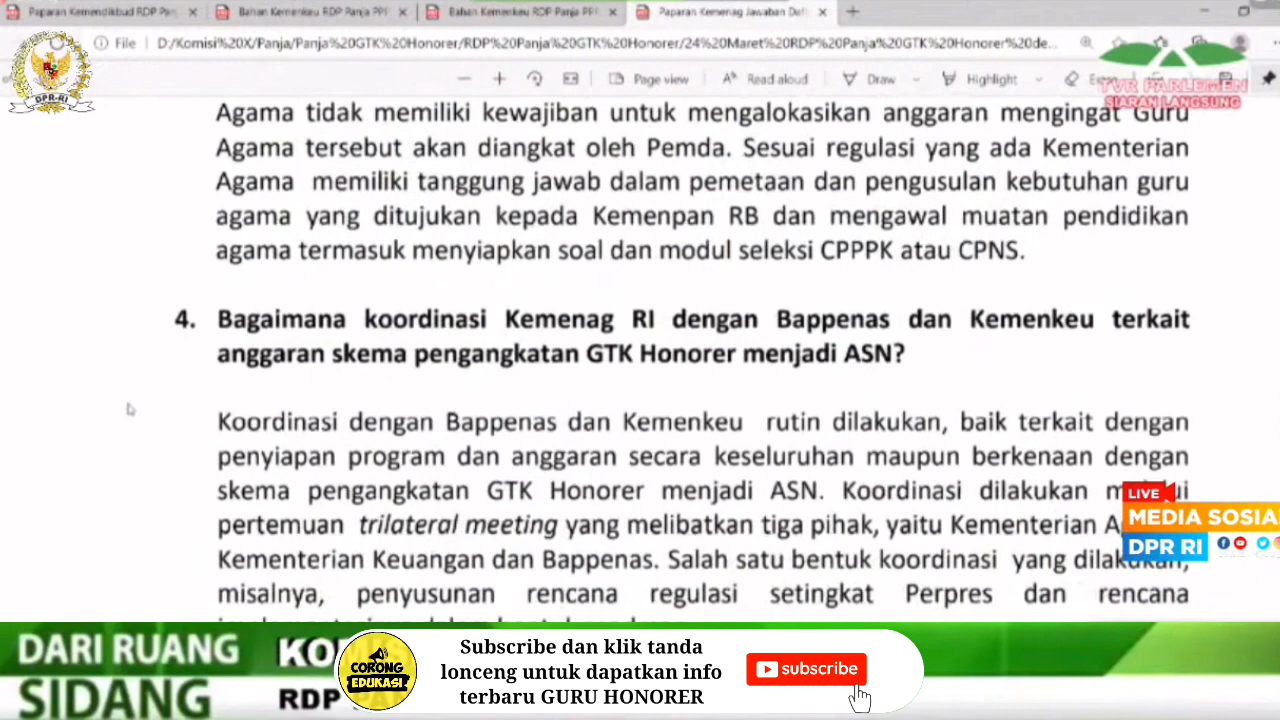 Paparan Kemendikbud RDP Pan
Bahan Kemenkeu RDP Panja PPI
Bahan Kemenkeu RDP Panja PPI
Paparan Kemenag Jawaban Daf
File
D:/Komisi%20X/Panja/Panja%20GTK%20Honorer/RDP%20Panja%20GTK%20Honorer/24%20Maret%20RDP%20Panja%20GTK%20Honorer%20de...
Page view
Read aloud
Draw
Highlight
DPR-RI
TVR PARLEMEN
SIARAN LANGSUNG
Agama tidak memiliki kewajiban untuk mengalokasikan anggaran mengingat Guru
Agama tersebut akan diangkat oleh Pemda. Sesuai regulasi yang ada Kementerian
Agama memiliki tanggung jawab dalam pemetaan dan pengusulan kebutuhan guru
agama yang ditujukan kepada Kemenpan RB dan mengawal muatan pendidikan
agama termasuk menyiapkan soal dan modul seleksi CPPPK atau CPNS.
4. Bagaimana koordinasi Kemenag RI dengan Bappenas dan Kemenkeu terkait
anggaran skema pengangkatan GTK Honorer menjadi ASN?
Koordinasi dengan Bappenas dan Kemenkeu rutin dilakukan, baik terkait dengan
penyiapan program dan anggaran secara keseluruhan maupun berkenaan dengan
skema pengangkatan GTK Honorer menjadi ASN. Koordinasi dilakukan
pertemuan trilateral meeting yang melibatkan tiga pihak, yaitu Kementerian
Kementerian Keuangan dan Bappenas. Salah satu bentuk koordinasi yang dilakukan,
misalnya, penyusunan rencana regulasi setingkat Perpres dan rencana
LIVE
MEDIA SOSIA
DPR RI
DARI RUANG
SIDANG
KO
RDP
CORONG
EDUKASI
Subscribe dan klik tanda
lonceng untuk dapatkan info
terbaru GURU HONORER
subscribe